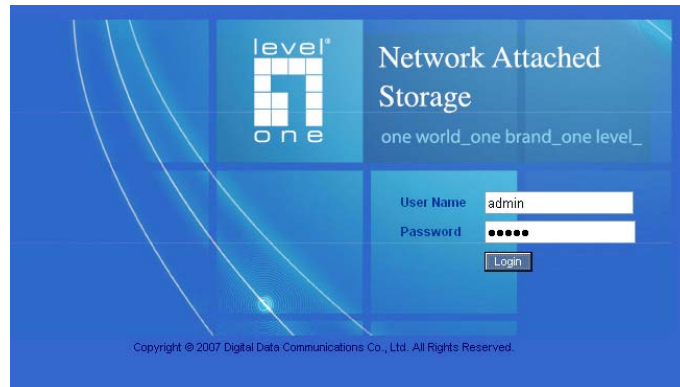 level®
one
Network Attached
Storage
one world_one brand_one level_
User Name admin
Password •••••
Login
Copyright © 2007 Digital Data Communications Co., Ltd. All Rights Reserved.